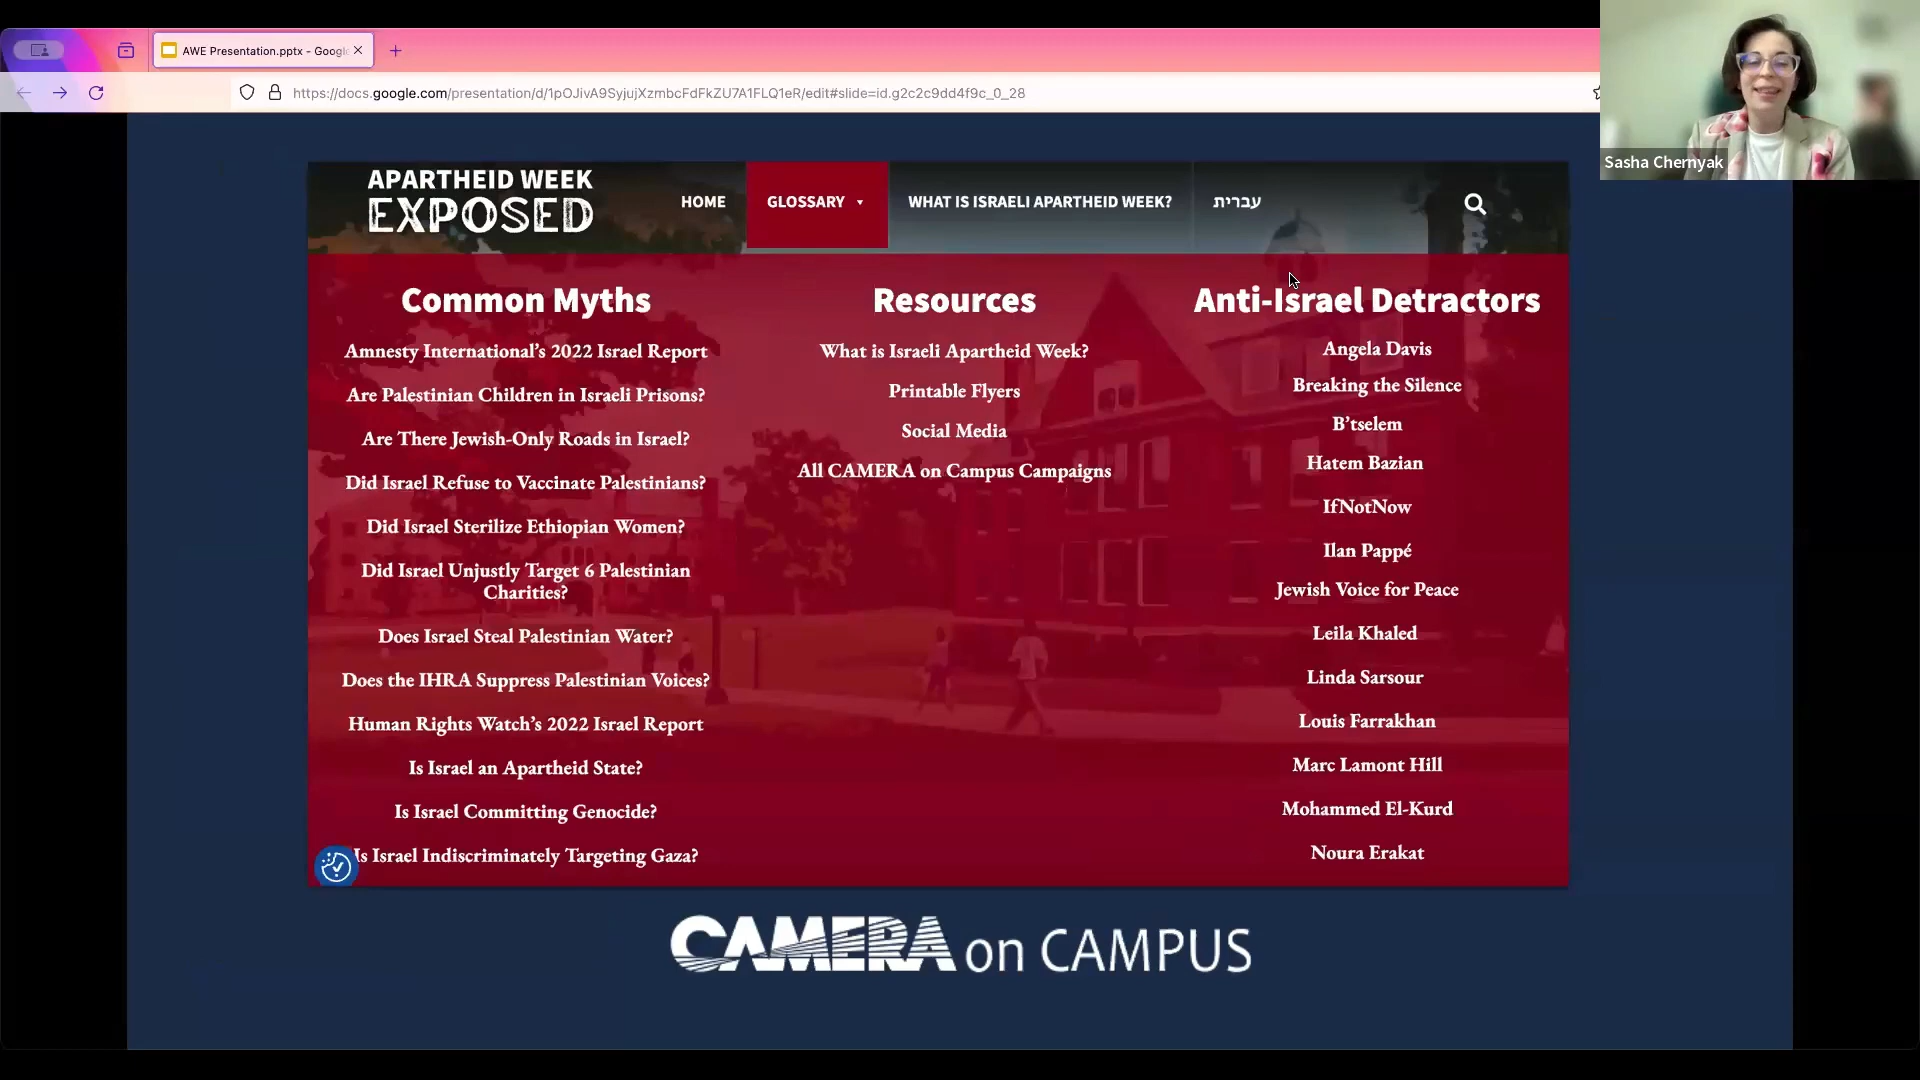 AWE Presentation.pptx - Google
https://docs.google.com/presentation/d/1pOJivA9SyjujXzmbcFdFkZU7A1FLQ1eR/edit#slide=id.g2c2c9dd4f9c_0_28
Sasha Chernyak
APARTHEID WEEK
EXPOSED
HOME
GLOSSARY
WHAT IS ISRAELI APARTHEID WEEK?
עברית
Common Myths
Amnesty International’s 2022 Israel Report
Are Palestinian Children in Israeli Prisons?
Are There Jewish-Only Roads in Israel?
Did Israel Refuse to Vaccinate Palestinians?
Did Israel Sterilize Ethiopian Women?
Did Israel Unjustly Target 6 Palestinian
Charities?
Does Israel Steal Palestinian Water?
Does the IHRA Suppress Palestinian Voices?
Human Rights Watch’s 2022 Israel Report
Is Israel an Apartheid State?
Is Israel Committing Genocide?
Is Israel Indiscriminately Targeting Gaza?
Resources
What is Israeli Apartheid Week?
Printable Flyers
Social Media
All CAMERA on Campus Campaigns
Anti-Israel Detractors
Angela Davis
Breaking the Silence
B’tselem
Hatem Bazian
IfNotNow
Ilan Pappé
Jewish Voice for Peace
Leila Khaled
Linda Sarsour
Louis Farrakhan
Marc Lamont Hill
Mohammed El-Kurd
Noura Erakat
CAMERA on CAMPUS